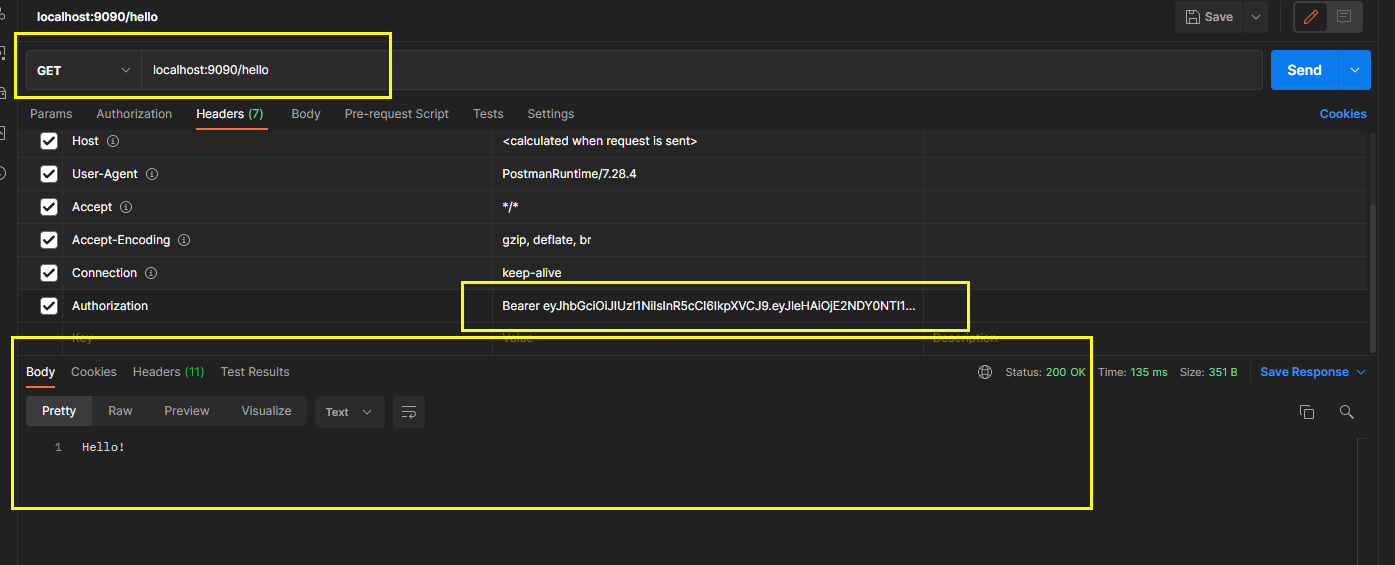 localhost:9090/hello
Save
GET localhost:9090/hello
Send
Params Authorization Headers (7) Body Pre-request Script Tests Settings Cookies
Host <calculated when request is sent>
User-Agent PostmanRuntime/7.28.4
Accept */*
Accept-Encoding gzip, deflate, br
Connection keep-alive
Authorization Bearer eyJhbGciOiJIUzI1NiIsInR5cCI6IkpXVCJ9.eyJleHAiOjE2NDY0NTI1...
Key Value Description
Body Cookies Headers (11) Test Results Status: 200 OK Time: 135 ms Size: 351 B Save Response
Pretty Raw Preview Visualize Text
1 Hello!